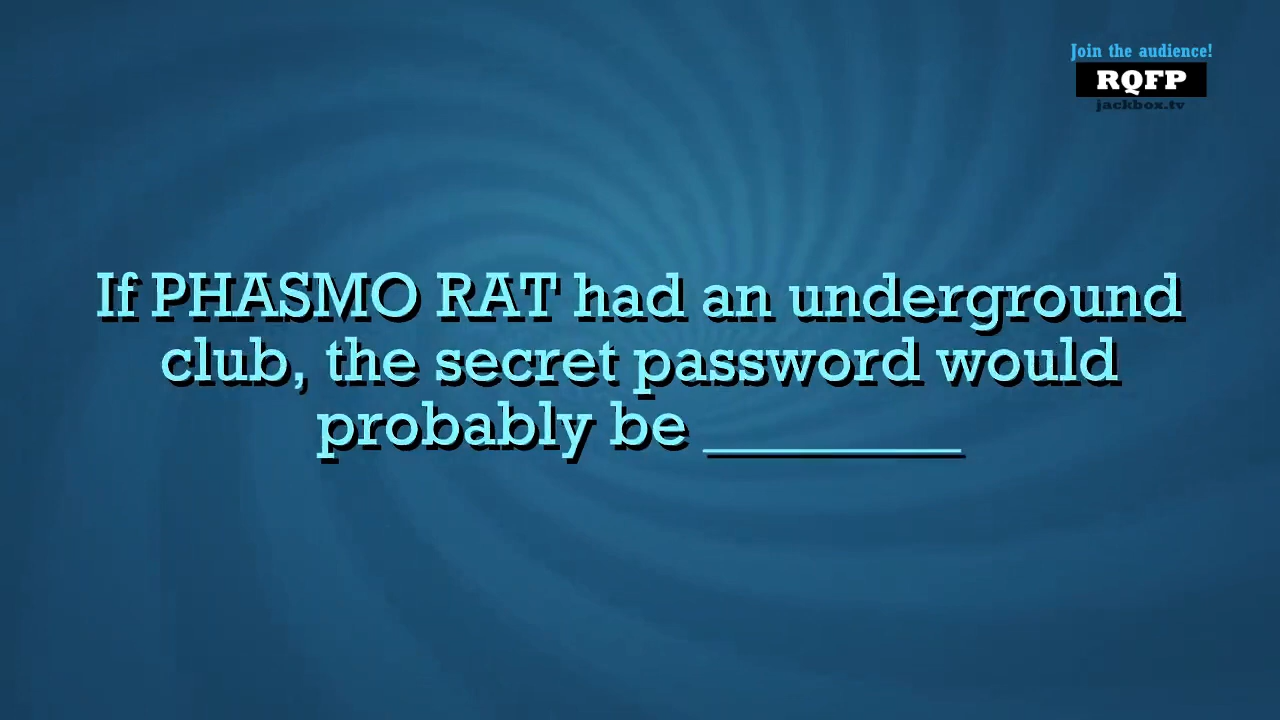 Join the audience!
RQFP
jackbox.tv
If PHASMO RAT had an underground
club, the secret password would
probably be ________